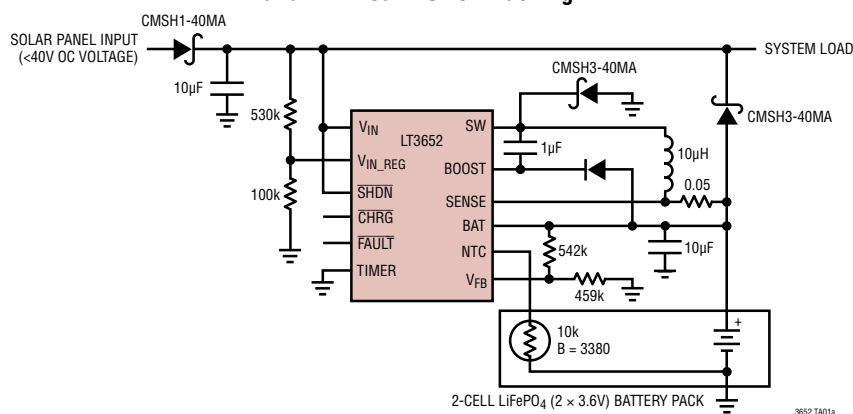 CMSH1-40MA
SOLAR PANEL INPUT
(<40V OC VOLTAGE)
SYSTEM LOAD
10µF
530k
100k
CMSH3-40MA
CMSH3-40MA
LT3652
VIN
VIN_REG
SHDN
CHRG
FAULT
TIMER
SW
BOOST
SENSE
BAT
NTC
VFB
1µF
10µH
0.05
542k
10µF
459k
10k
B = 3380
+
2-CELL LiFePO4 (2 × 3.6V) BATTERY PACK
3652 TA01a